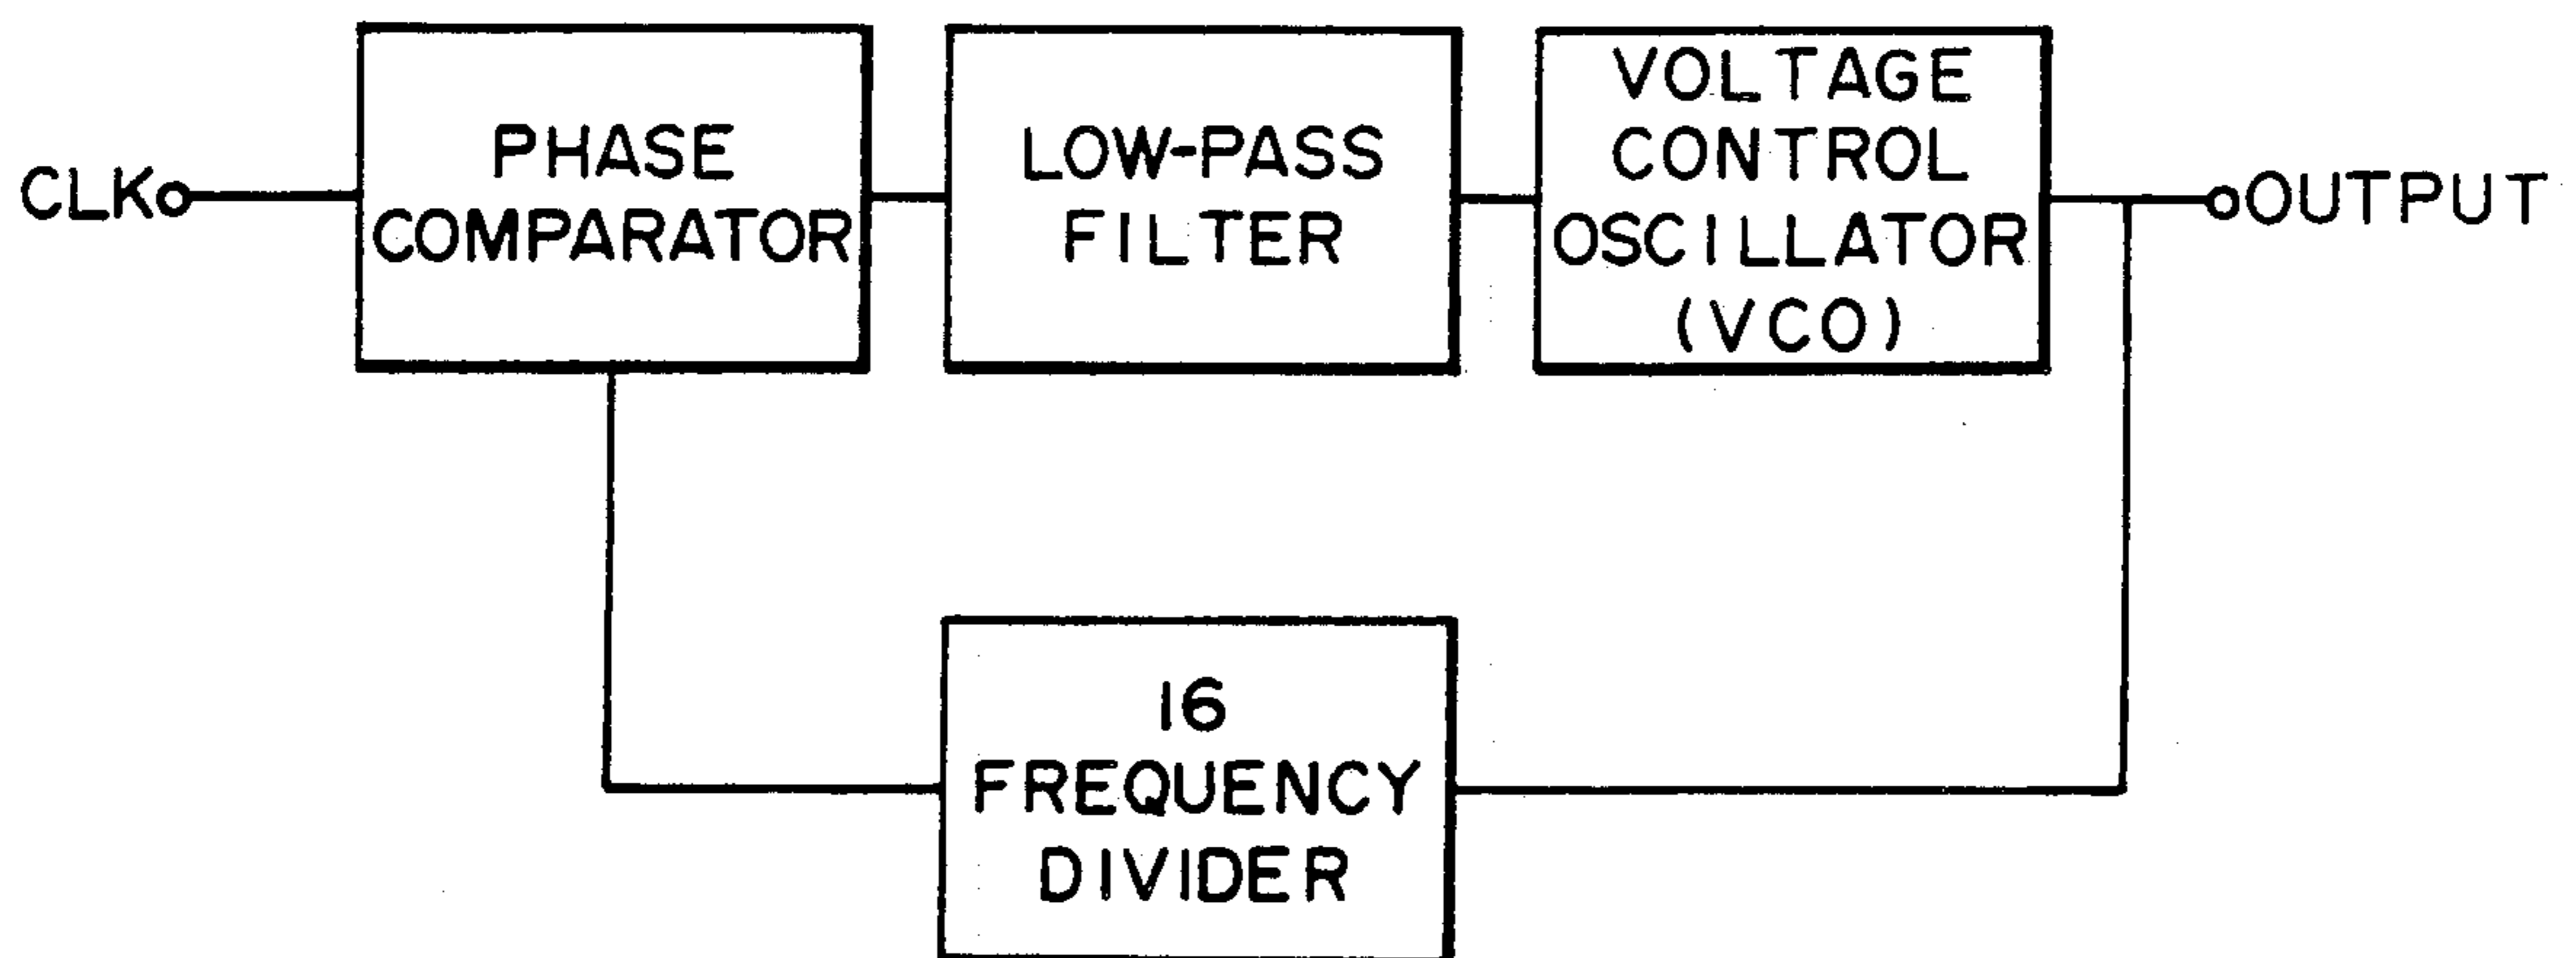 CLK
PHASE
COMPARATOR
LOW-PASS
FILTER
VOLTAGE
CONTROL
OSCILLATOR
(VCO)
OUTPUT
16
FREQUENCY
DIVIDER